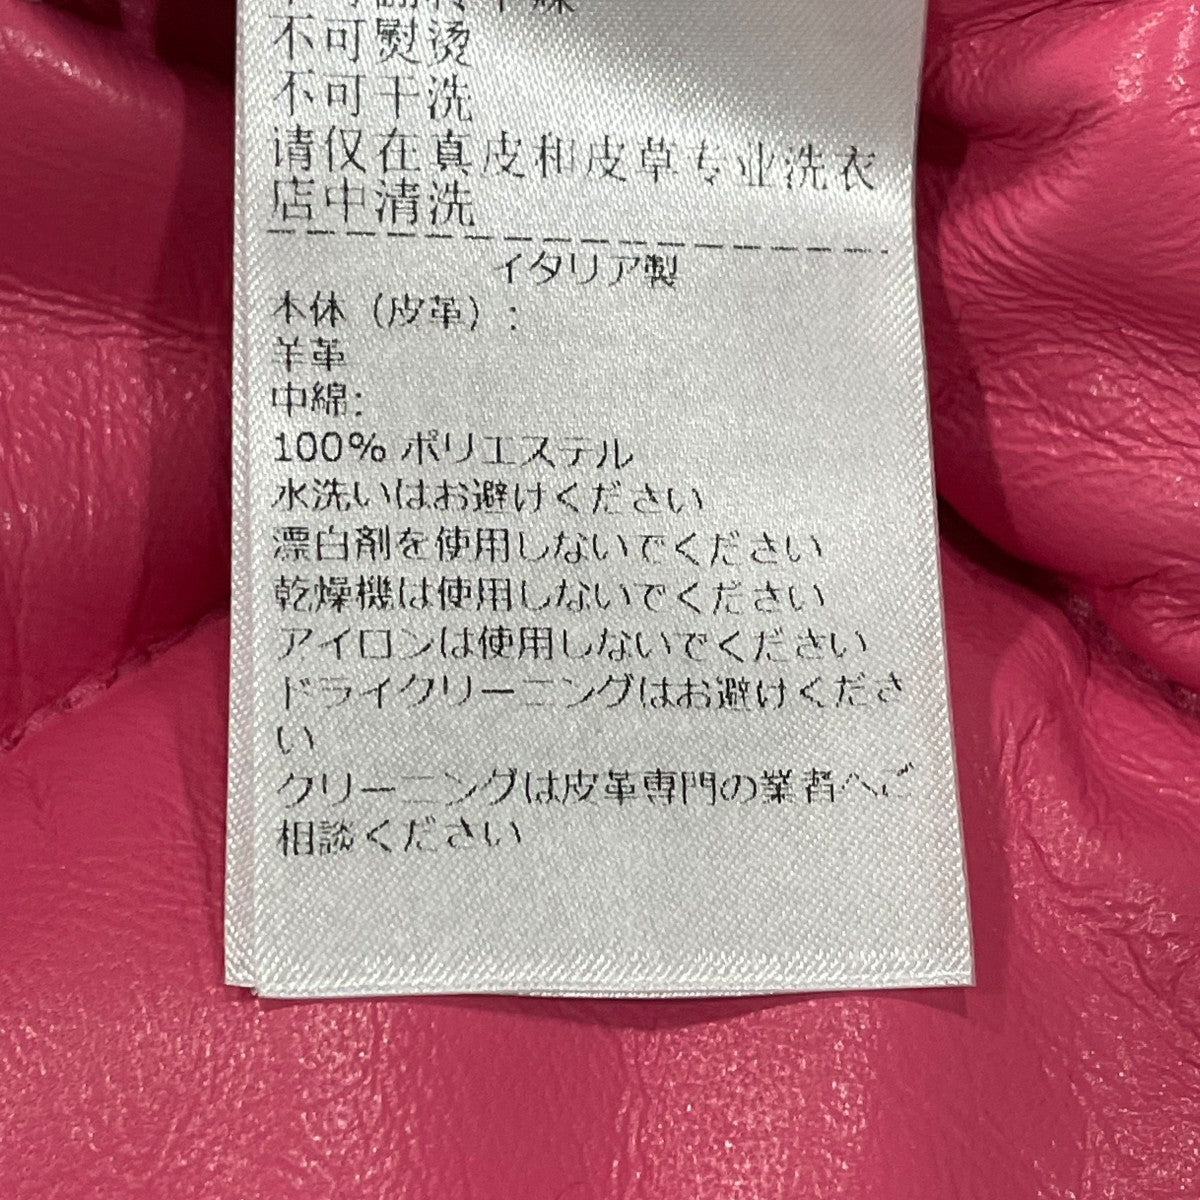 不可翻转干燥
不可熨烫
不可干洗
请仅在真皮和皮草专业洗衣
店中清洗
イタリア製
本体（皮革）:
羊革
中綿:
100% ポリエステル
水洗いはお避けください
漂白剤を使用しないでください
乾燥機は使用しないでください
アイロンは使用しないでください
ドライクリーニングはお避けくださ
い
クリーニングは皮革専門の業者へご
相談ください